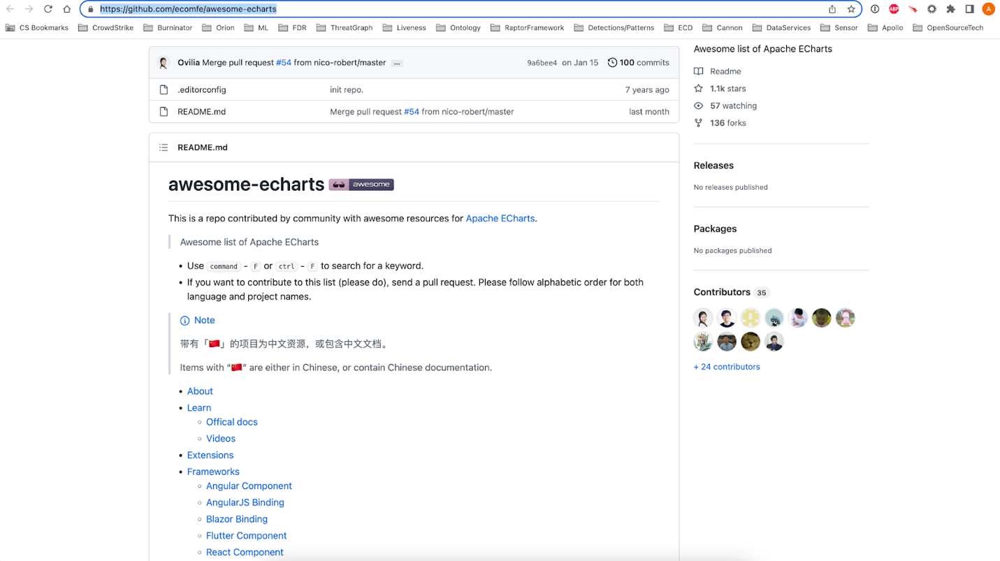 https://github.com/ecomfe/awesome-echarts
ABP
A
CS Bookmarks CrowdStrike Burninator Orion ML FDR ThreatGraph Liveness Ontology RaptorFramework Detections/Patterns ECD Cannon DataServices Sensor Apollo OpenSourceTech
Ovilia Merge pull request #54 from nico-robert/master ... 9a6bee4 on Jan 15 100 commits
.editorconfig init repo. 7 years ago
README.md Merge pull request #54 from nico-robert/master last month
README.md
awesome-echarts awesome
This is a repo contributed by community with awesome resources for Apache ECharts.
Awesome list of Apache ECharts
• Use command - F or ctrl - F to search for a keyword.
• If you want to contribute to this list (please do), send a pull request. Please follow alphabetic order for both
language and project names.
Note
带有「🇨🇳」的项目为中文资源，或包含中文文档。
Items with “🇨🇳” are either in Chinese, or contain Chinese documentation.
• About
• Learn
◦ Offical docs
◦ Videos
• Extensions
• Frameworks
◦ Angular Component
◦ AngularJS Binding
◦ Blazor Binding
◦ Flutter Component
◦ React Component
Awesome list of Apache ECharts
Readme
1.1k stars
57 watching
136 forks
Releases
No releases published
Packages
No packages published
Contributors 35
+ 24 contributors